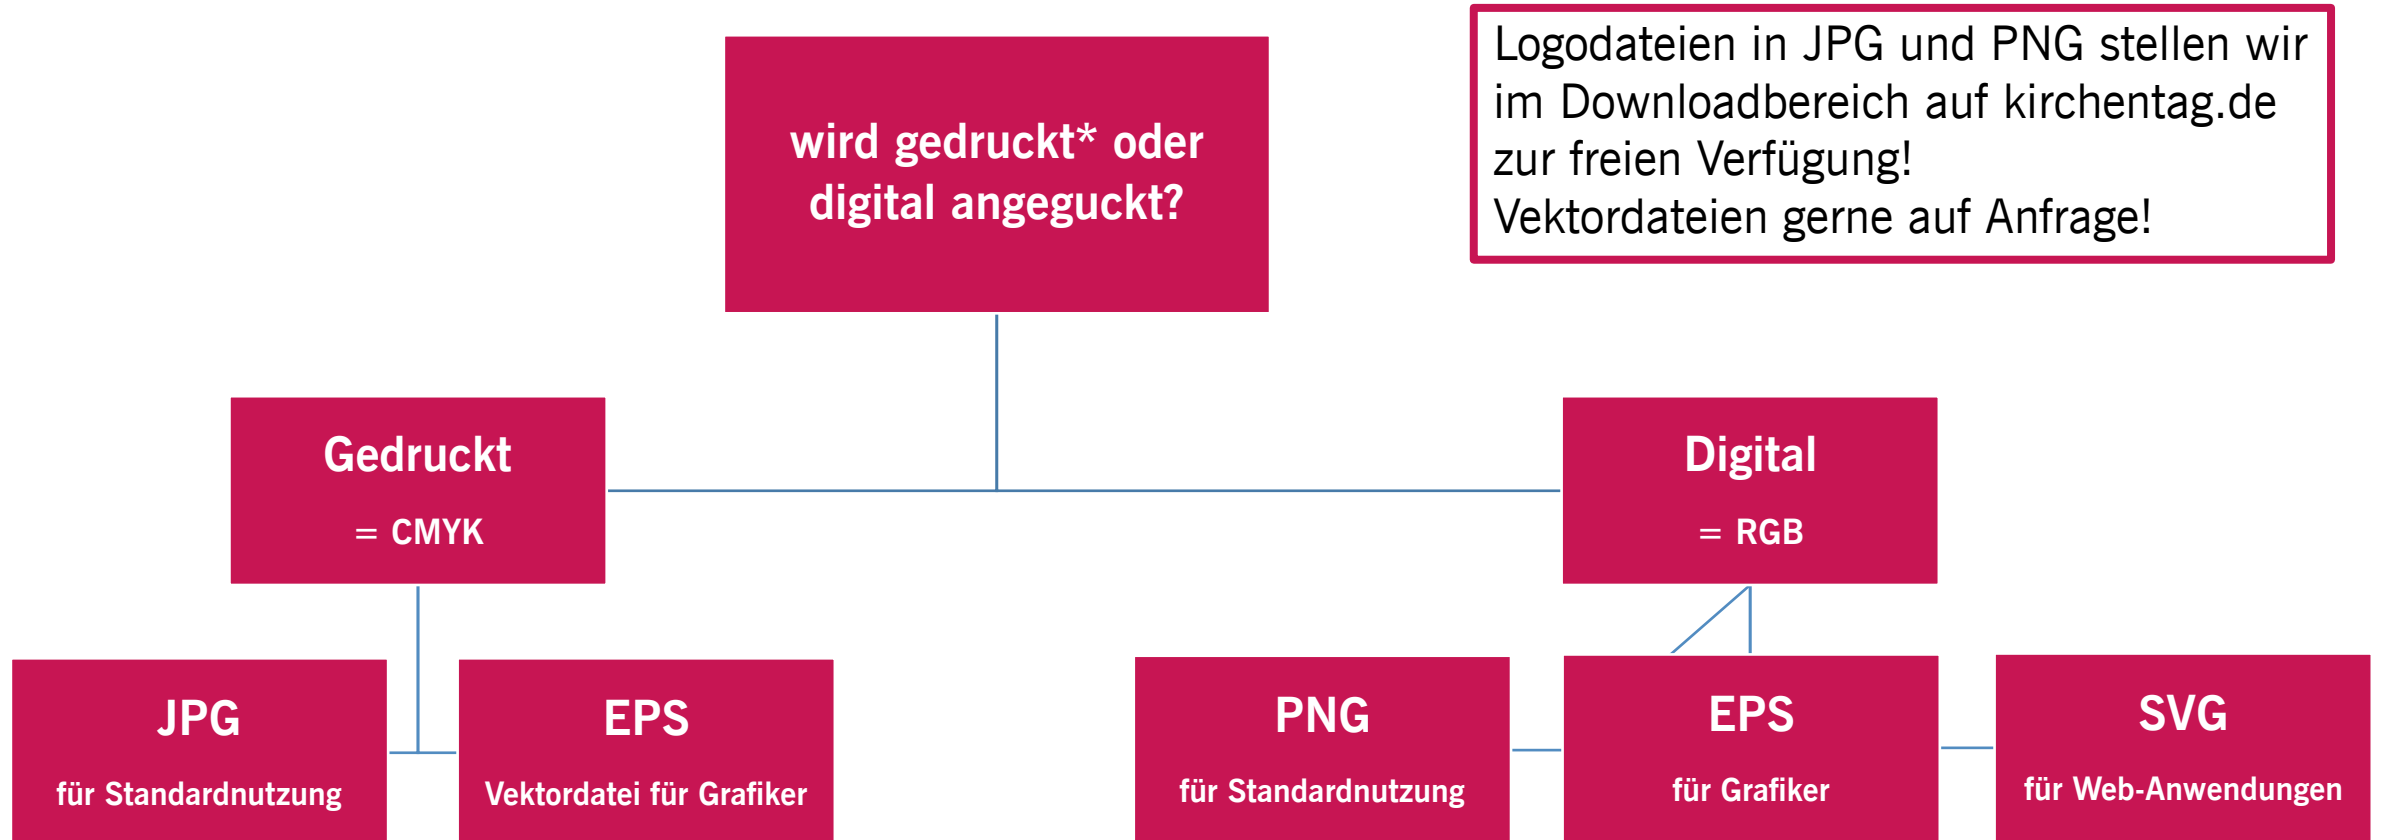 wird gedruckt* oder
digital angeguckt?
Logodateien in JPG und PNG stellen wir
im Downloadbereich auf kirchentag.de
zur freien Verfügung!
Vektordateien gerne auf Anfrage!
Gedruckt
= CMYK
Digital
= RGB
JPG
für Standardnutzung
EPS
Vektordatei für Grafiker
PNG
für Standardnutzung
EPS
für Grafiker
SVG
für Web-Anwendungen